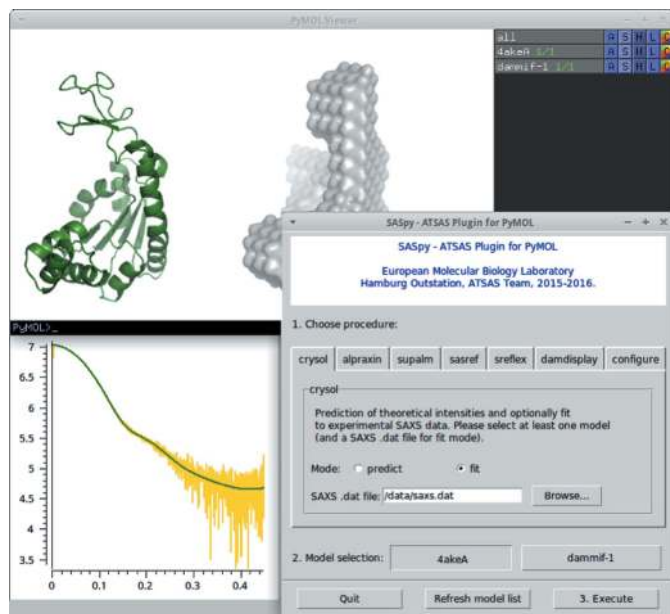 PyMOL Viewer
all A S H L C
4akeA 1/1 A S H L C
dammif-1 1/1 A S H L C
SASpy - ATSAS Plugin for PyMOL
SASpy - ATSAS Plugin for PyMOL
European Molecular Biology Laboratory
Hamburg Outstation, ATSAS Team, 2015-2016.
PyMOL>_
1. Choose procedure:
crysol alpraxin supalm sasref sreflex damdisplay configure
crysol
Prediction of theoretical intensities and optionally fit
to experimental SAXS data. Please select at least one model
(and a SAXS .dat file for fit mode).
Mode: predict fit
SAXS .dat file: /data/saxs.dat Browse...
2. Model selection: 4akeA dammif-1
Quit Refresh model list 3. Execute
7
6.5
6
5.5
5
4.5
4
3.5
0 0.1 0.2 0.3 0.4